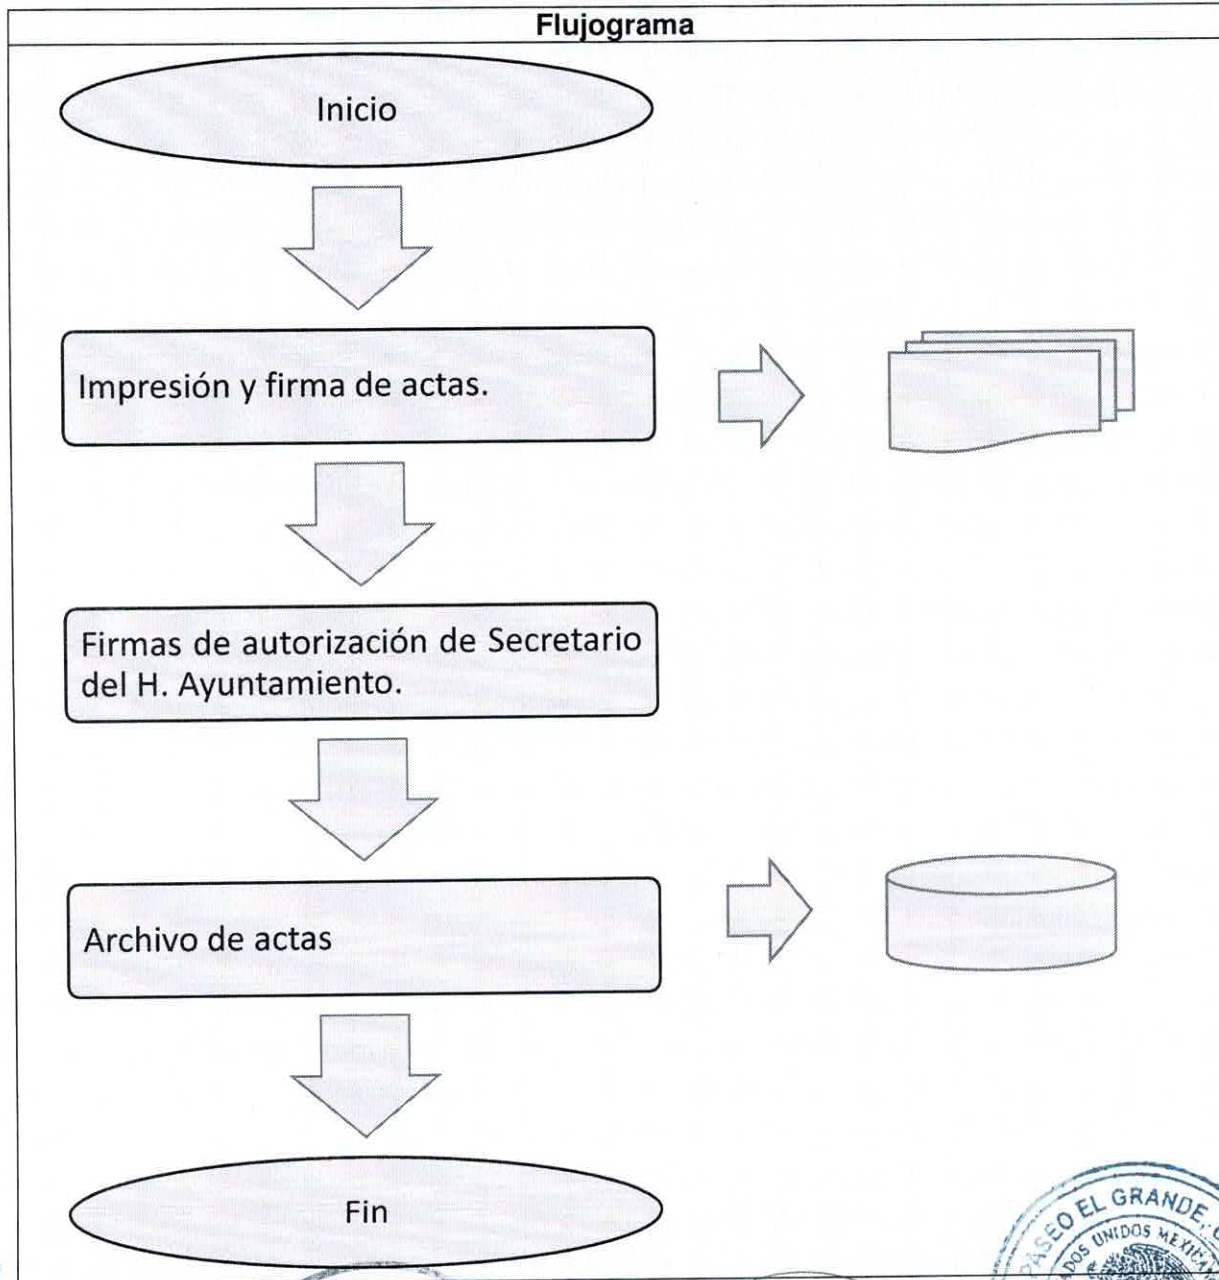 Flujograma
Inicio
Impresión y firma de actas.
Firmas de autorización de Secretario
del H. Ayuntamiento.
Archivo de actas
Fin
PASEO EL GRANDE,
UNIDOS